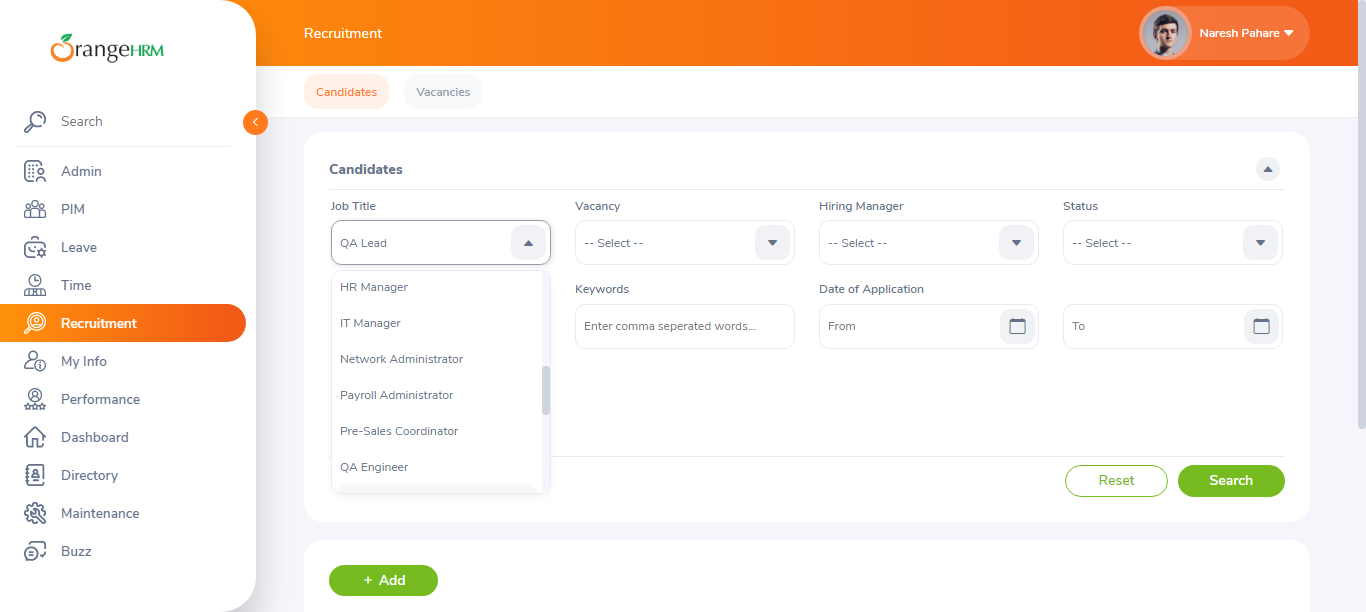 OrangeHRM
Search
Admin
PIM
Leave
Time
Recruitment
My Info
Performance
Dashboard
Directory
Maintenance
Buzz
Recruitment
Naresh Pahare
Candidates
Vacancies
Candidates
Job Title
Vacancy
Hiring Manager
Status
QA Lead
-- Select --
-- Select --
-- Select --
HR Manager
IT Manager
Network Administrator
Payroll Administrator
Pre-Sales Coordinator
QA Engineer
Keywords
Date of Application
Enter comma seperated words...
From
To
Reset
Search
+ Add